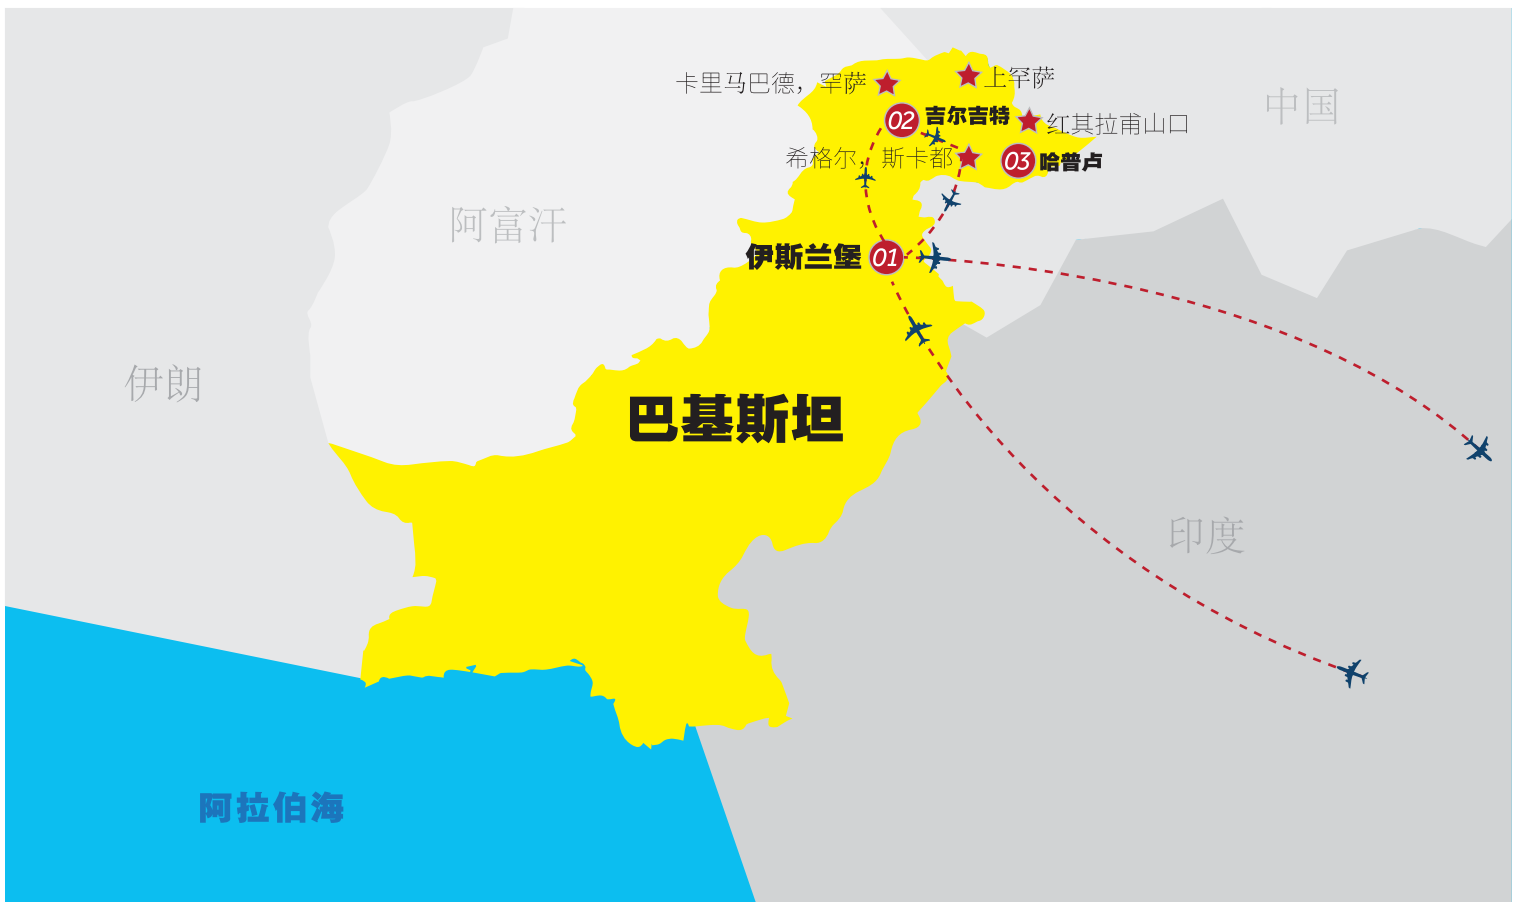 卡里马巴德，罕萨
上罕萨
中国
02
吉尔吉特
红其拉甫山口
希格尔，斯卡都
03
哈普卢
阿富汗
伊斯兰堡
01
伊朗
巴基斯坦
印度
阿拉伯海